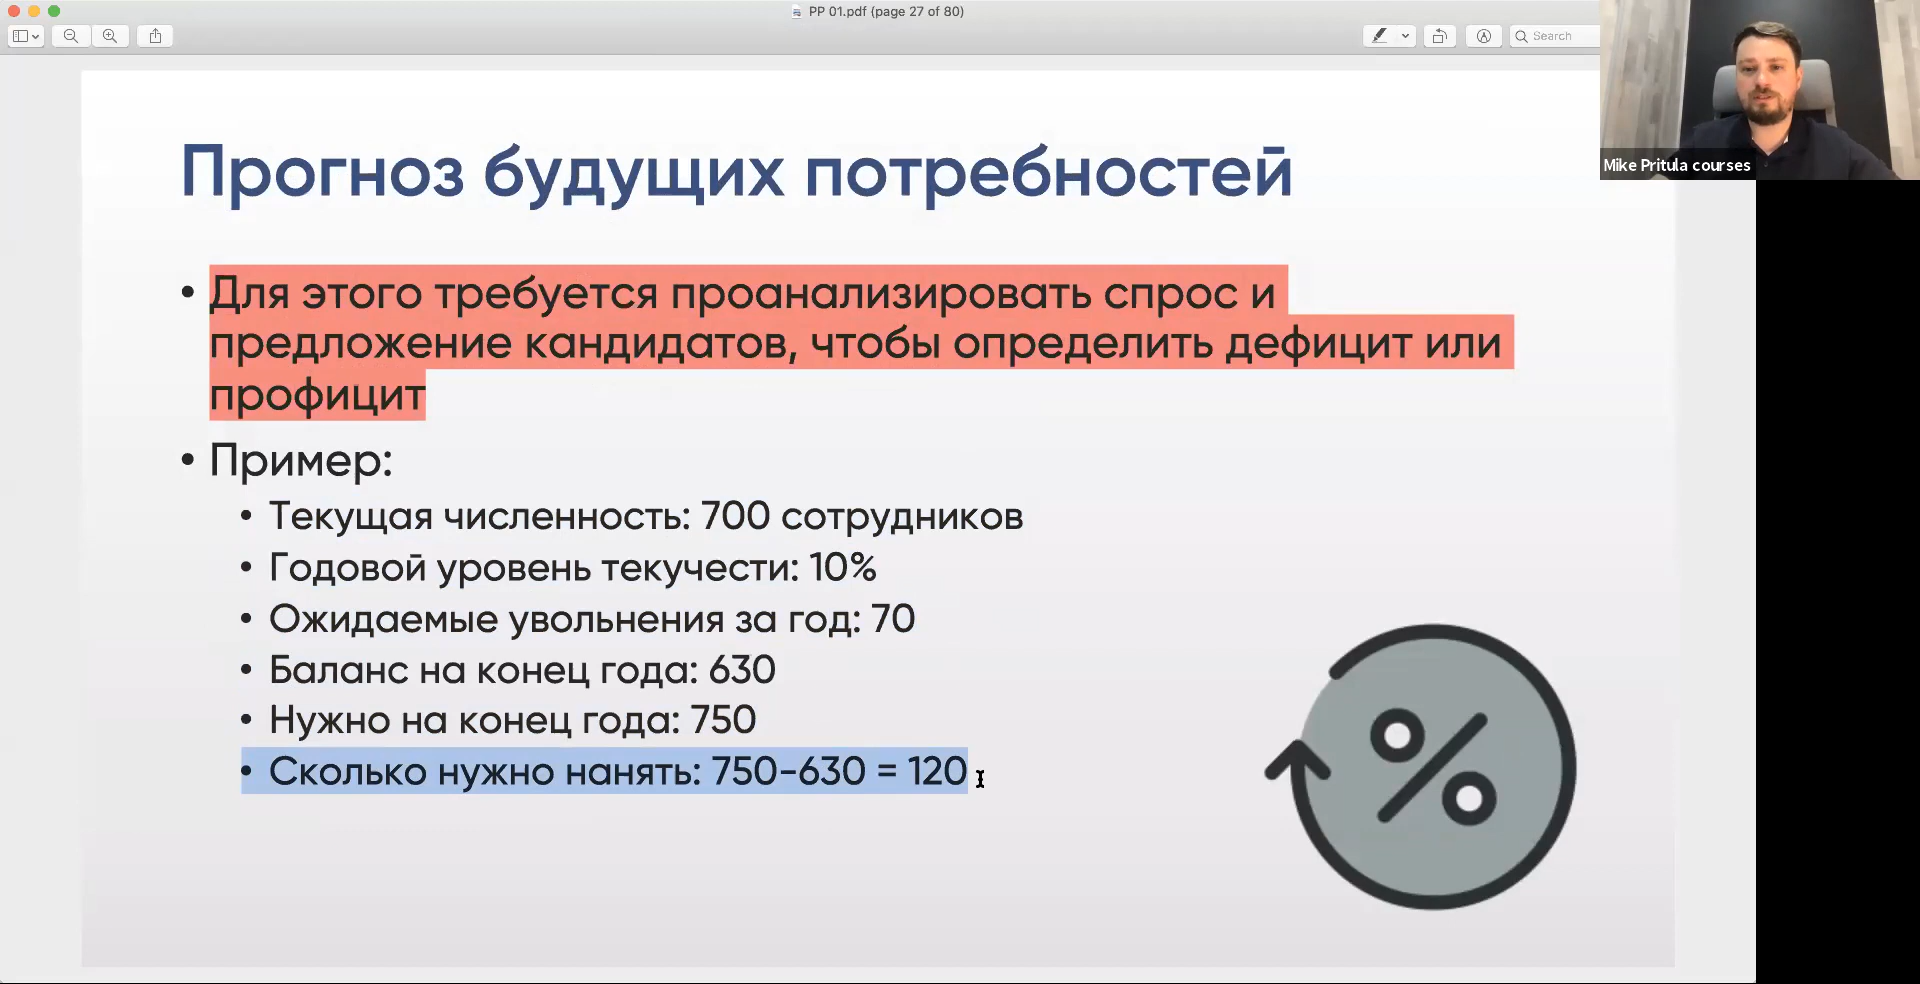 PP 01.pdf (page 27 of 80)
Search
Mike Pritula courses
Прогноз будущих потребностей
• Для этого требуется проанализировать спрос и
предложение кандидатов, чтобы определить дефицит или
профицит
• Пример:
• Текущая численность: 700 сотрудников
• Годовой уровень текучести: 10%
• Ожидаемые увольнения за год: 70
• Баланс на конец года: 630
• Нужно на конец года: 750
• Сколько нужно нанять: 750-630 = 120
%